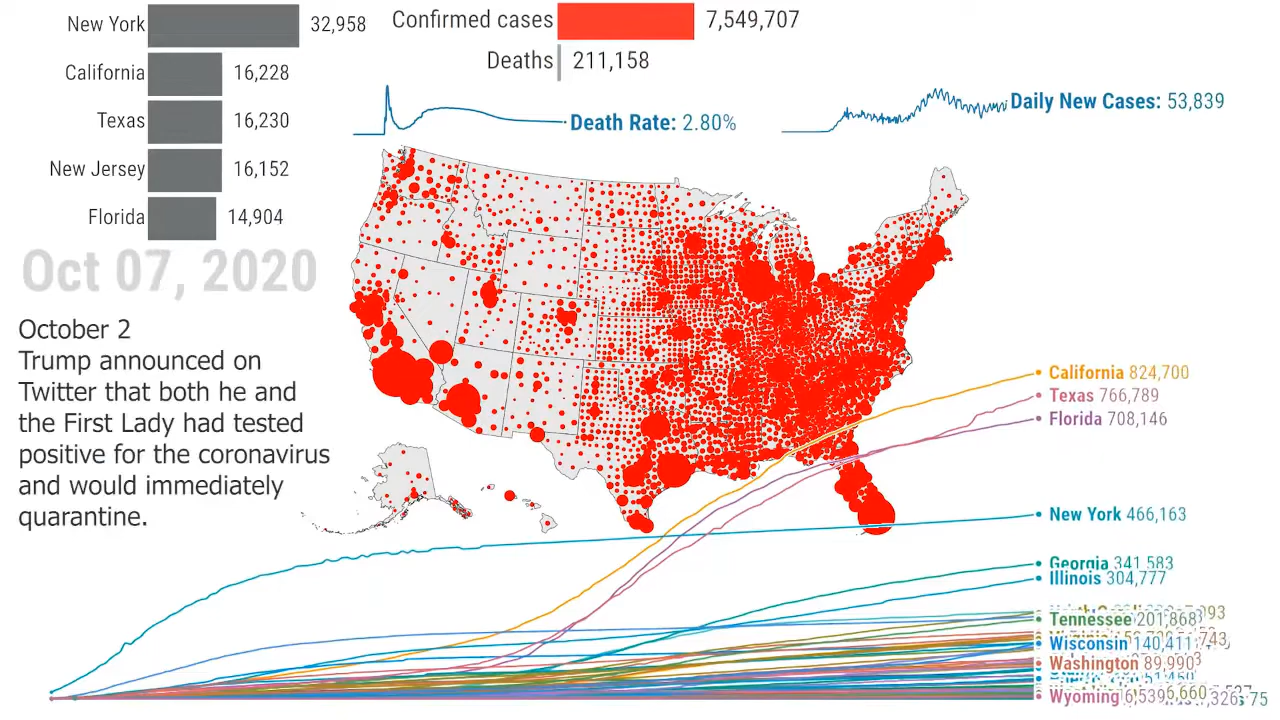 New York 32,958
California 16,228
Texas 16,230
New Jersey 16,152
Florida 14,904
Confirmed cases 7,549,707
Deaths 211,158
Death Rate: 2.80%
Daily New Cases: 53,839
Oct 07, 2020
October 2
Trump announced on
Twitter that both he and
the First Lady had tested
positive for the coronavirus
and would immediately
quarantine.
California 824,700
Texas 766,789
Florida 708,146
New York 466,163
Georgia 341,583
Illinois 304,777
Tennessee 201,868
Wisconsin 140,411
Washington 89,990
Wyoming 6,539